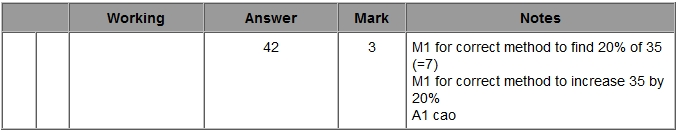 Working Answer Mark Notes
42 3 M1 for correct method to find 20% of 35
(=7)
M1 for correct method to increase 35 by
20%
A1 cao